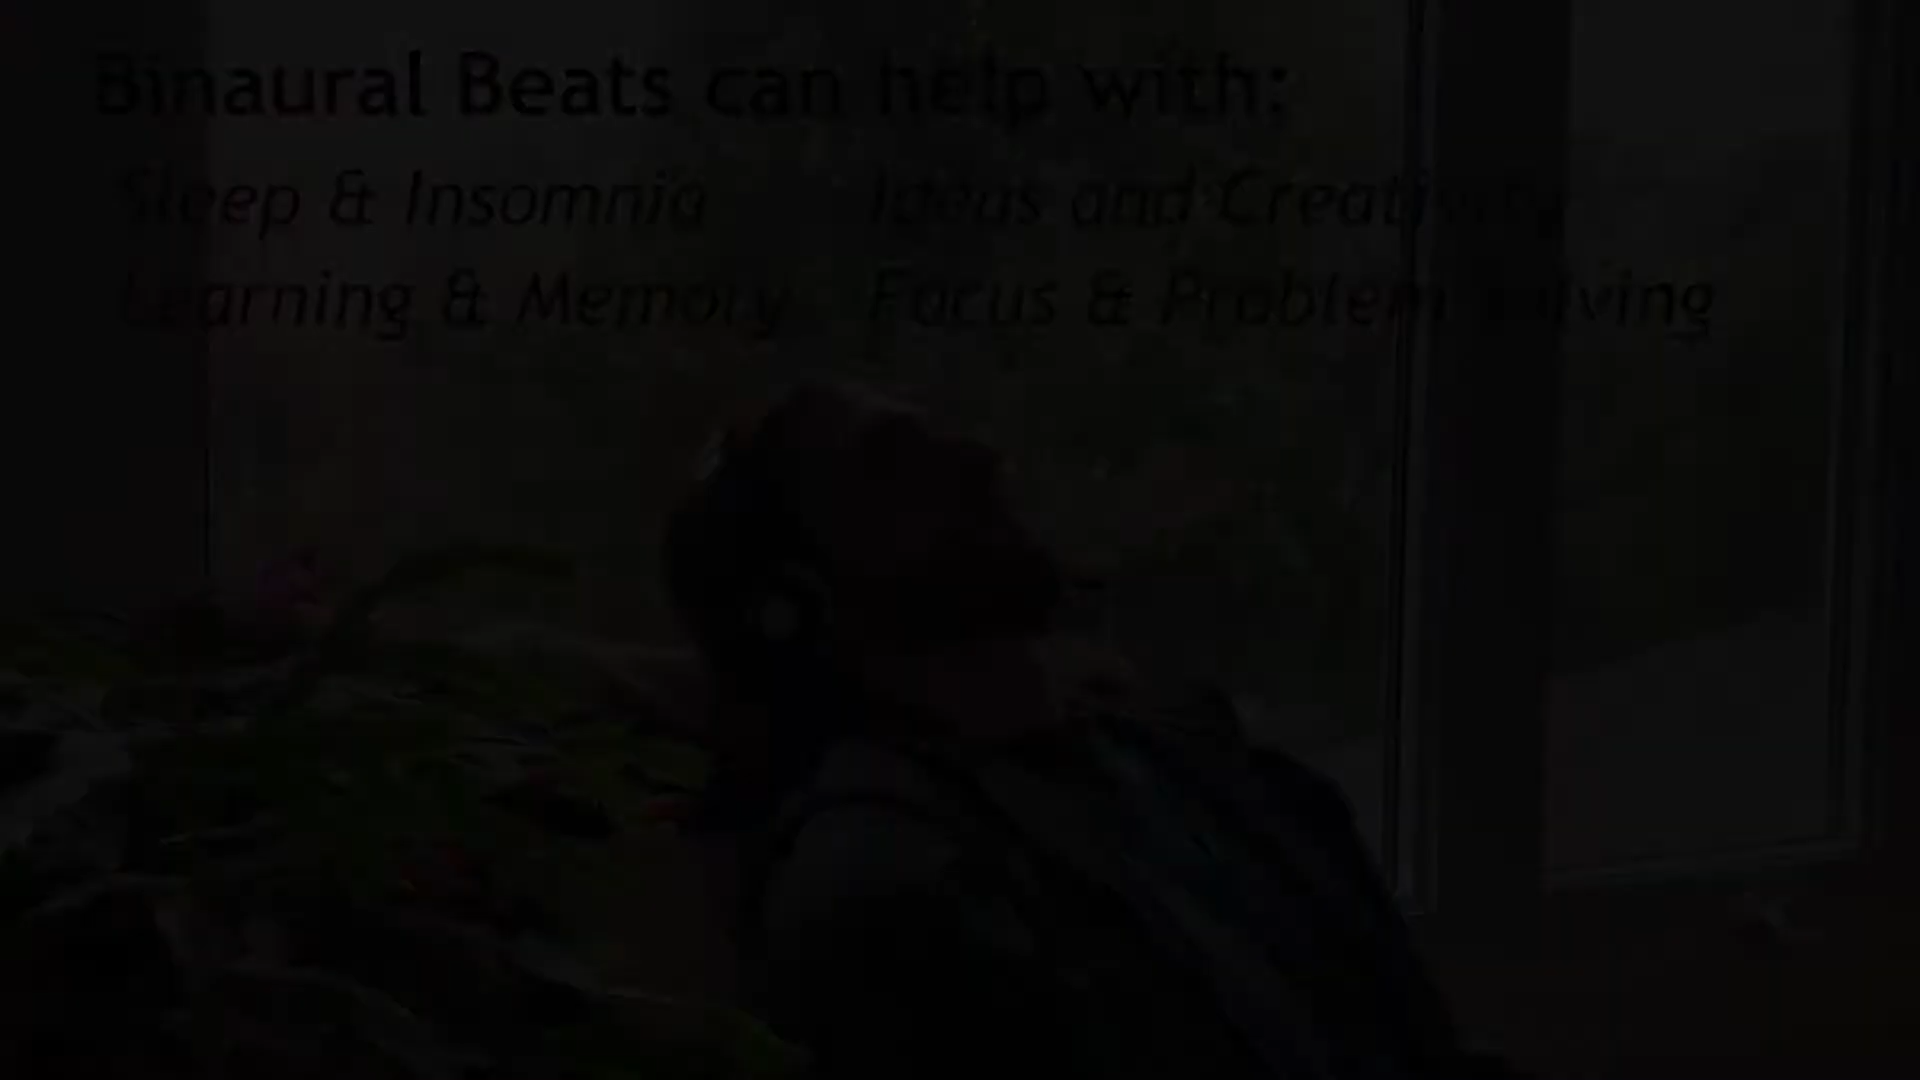 Binaural Beats can help with:
Sleep & Insomnia
Ideas and Creativity
Learning & Memory
Focus & Problem Solving